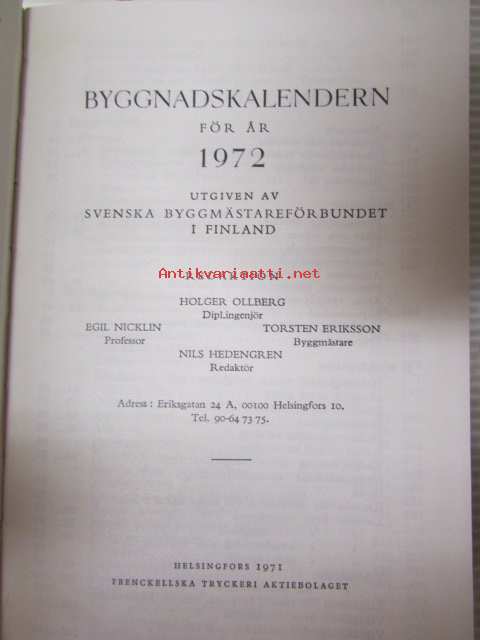 BYGGNADSKALENDERN
FÖR ÅR
1972
UTGIVEN AV
SVENSKA BYGGMÄSTAREFÖRBUNDET
I FINLAND
Antikvariaatti.net
REDAKTION
HOLGER OLLBERG
Dipl.ingenjör
EGIL NICKLIN
Professor
TORSTEN ERIKSSON
Byggmästare
NILS HEDENGREN
Redaktör
Adress: Eriksgatan 24 A, 00100 Helsingfors 10.
Tel. 90-64 73 75.
HELSINGFORS 1971
FRENCKELLSKA TRYCKERI AKTIEBOLAGET